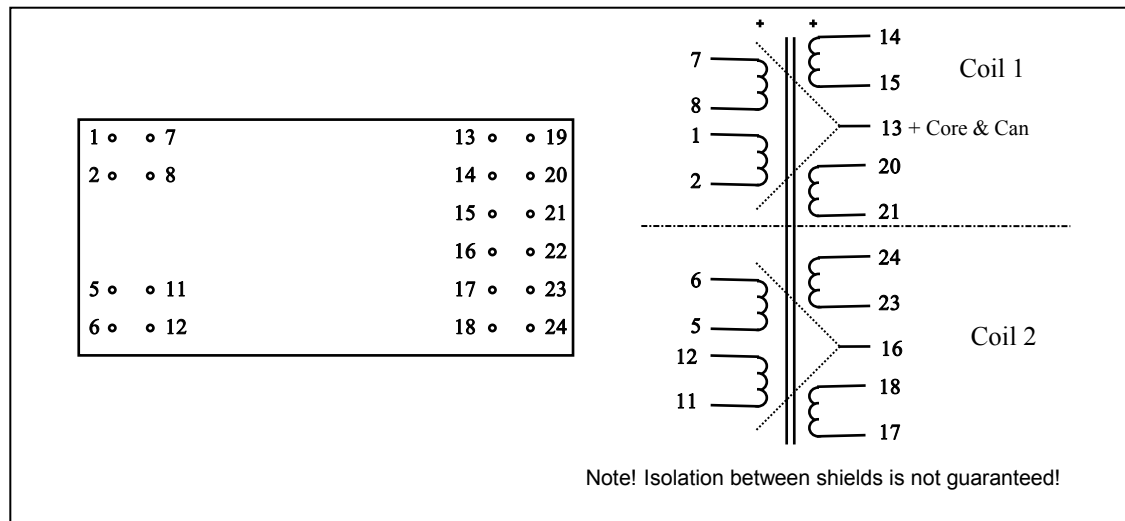 1 7 13 19
2 8 14 20
15 21
16 22
5 11 17 23
6 12 18 24
+ +
7 14
8 15
Coil 1
1 13 + Core & Can
2 20
21
6 24
5 23
12 16
Coil 2
11 18
17
Note! Isolation between shields is not guaranteed!